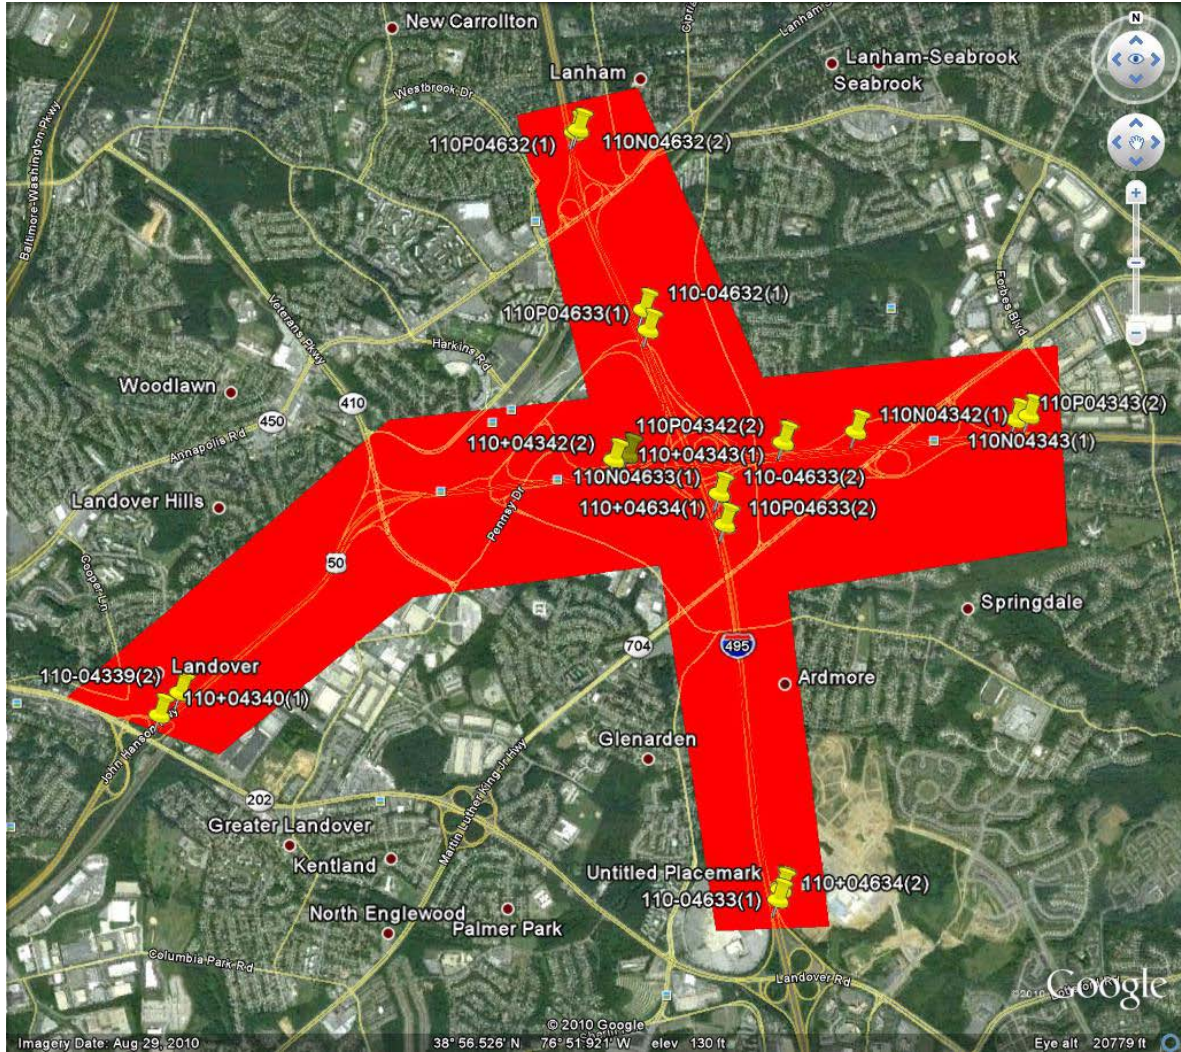 New Carrollton
N
Lanham-Seabrook
Seabrook
Lanham
Westbrook Dr
Baltimore-Washington Pkwy
110P04632(1)
110N04632(2)
Forbes Blvd
Veterans Pkwy
110-04632(1)
110P04633(1)
Harkins Rd
Woodlawn
410
450
Annapolis Rd
110P04343(2)
110N04342(1)
110N04343(1)
110P04342(2)
110+04342(2)
110+04343(1)
110N04633(1)
110-04633(2)
110+04634(1)
110P04633(2)
Landover Hills
Pennsy Dr
Cooper Ln
50
Springdale
704
495
Landover
110-04339(2)
110+04340(1)
Ardmore
John Hanson
Glenarden
Martin Luther King Jr Hwy
202
Greater Landover
Kentland
Untitled Placemark
110+04634(2)
110-04633(1)
North Englewood
Palmer Park
Columbia Park Rd
Landover Rd
Google
© 2010 Google
Imagery Date: Aug 29, 2010
38° 56.526' N 76° 51.921' W elev 130 ft
Eye alt 20779 ft